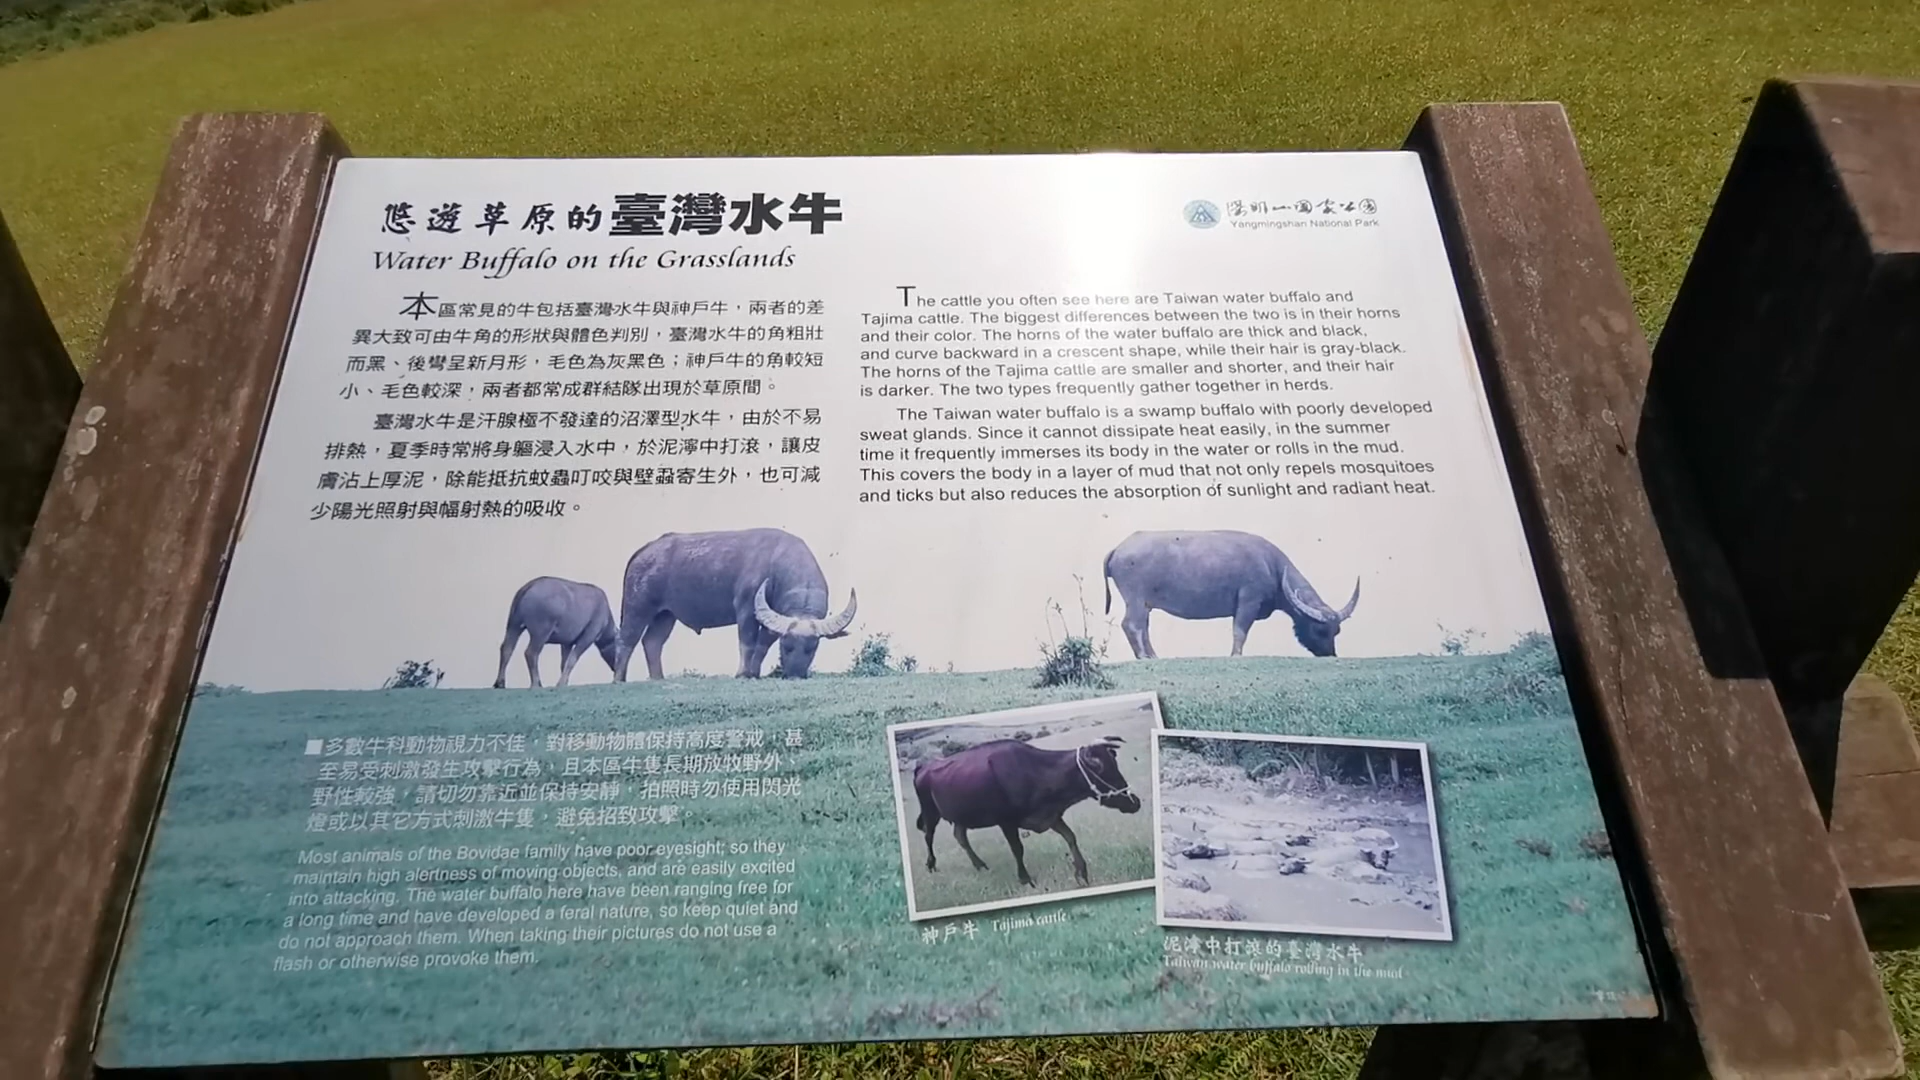 悠遊草原的臺灣水牛
Water Buffalo on the Grasslands
陽明山國家公園
Yangmingshan National Park
本區常見的牛包括臺灣水牛與神戶牛，兩者的差
異大致可由牛角的形狀與體色判別，臺灣水牛的角粗壯
而黑、後彎呈新月形，毛色為灰黑色；神戶牛的角較短
小、毛色較深，兩者都常成群結隊出現於草原間。
臺灣水牛是汗腺極不發達的沼澤型水牛，由於不易
排熱，夏季時常將身軀浸入水中，於泥濘中打滾，讓皮
膚沾上厚泥，除能抵抗蚊蟲叮咬與壁蝨寄生外，也可減
少陽光照射與幅射熱的吸收。
The cattle you often see here are Taiwan water buffalo and
Tajima cattle. The biggest differences between the two is in their horns
and their color. The horns of the water buffalo are thick and black,
and curve backward in a crescent shape, while their hair is gray-black.
The horns of the Tajima cattle are smaller and shorter, and their hair
is darker. The two types frequently gather together in herds.
The Taiwan water buffalo is a swamp buffalo with poorly developed
sweat glands. Since it cannot dissipate heat easily, in the summer
time it frequently immerses its body in the water or rolls in the mud.
This covers the body in a layer of mud that not only repels mosquitoes
and ticks but also reduces the absorption of sunlight and radiant heat.
■多數牛科動物視力不佳，對移動物體保持高度警戒，甚
至易受刺激發生攻擊行為，且本區牛隻長期放牧野外、
野性較強，請切勿靠近並保持安靜，拍照時勿使用閃光
燈或以其它方式刺激牛隻，避免招致攻擊。
Most animals of the Bovidae family have poor eyesight; so they
maintain high alertness of moving objects, and are easily excited
into attacking. The water buffalo here have been ranging free for
a long time and have developed a feral nature, so keep quiet and
do not approach them. When taking their pictures do not use a
flash or otherwise provoke them.
神戶牛 Tajima cattle
泥濘中打滾的臺灣水牛
Taiwan water buffalo rolling in the mud